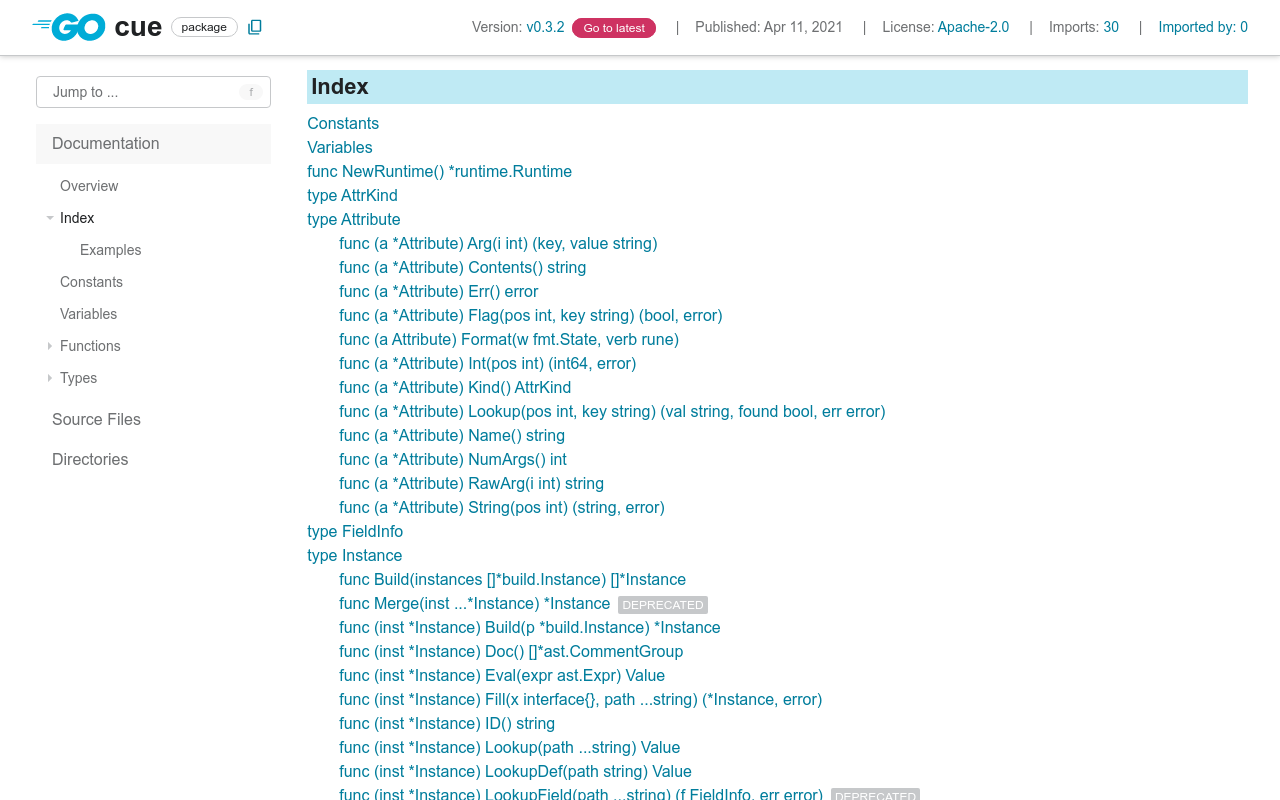 GO cue package
Version: v0.3.2 Go to latest | Published: Apr 11, 2021 | License: Apache-2.0 | Imports: 30 | Imported by: 0
Jump to ... f
Documentation
Overview
Index
Examples
Constants
Variables
Functions
Types
Source Files
Directories
Index
Constants
Variables
func NewRuntime() *runtime.Runtime
type AttrKind
type Attribute
func (a *Attribute) Arg(i int) (key, value string)
func (a *Attribute) Contents() string
func (a *Attribute) Err() error
func (a *Attribute) Flag(pos int, key string) (bool, error)
func (a Attribute) Format(w fmt.State, verb rune)
func (a *Attribute) Int(pos int) (int64, error)
func (a *Attribute) Kind() AttrKind
func (a *Attribute) Lookup(pos int, key string) (val string, found bool, err error)
func (a *Attribute) Name() string
func (a *Attribute) NumArgs() int
func (a *Attribute) RawArg(i int) string
func (a *Attribute) String(pos int) (string, error)
type FieldInfo
type Instance
func Build(instances []*build.Instance) []*Instance
func Merge(inst ...*Instance) *Instance DEPRECATED
func (inst *Instance) Build(p *build.Instance) *Instance
func (inst *Instance) Doc() []*ast.CommentGroup
func (inst *Instance) Eval(expr ast.Expr) Value
func (inst *Instance) Fill(x interface{}, path ...string) (*Instance, error)
func (inst *Instance) ID() string
func (inst *Instance) Lookup(path ...string) Value
func (inst *Instance) LookupDef(path string) Value
func (inst *Instance) LookupField(path ...string) (f FieldInfo, err error) DEPRECATED